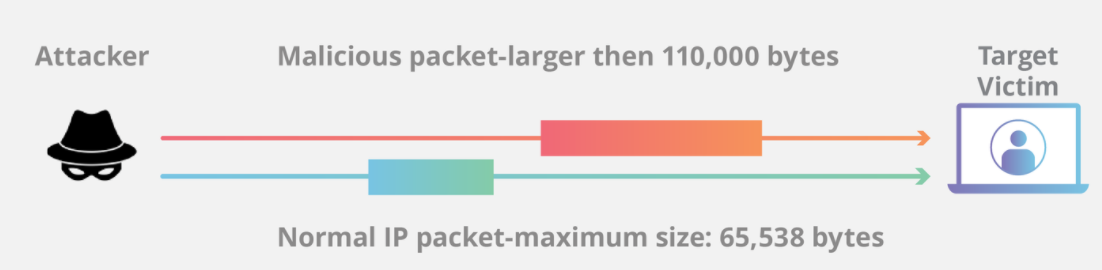 Attacker
Malicious packet-larger then 110,000 bytes
Target
Victim
Normal IP packet-maximum size: 65,538 bytes